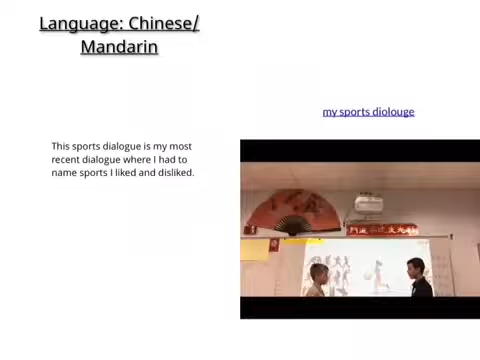 Language: Chinese/
Mandarin
my sports diolouge
This sports dialogue is my most
recent dialogue where I had to
name sports I liked and disliked.